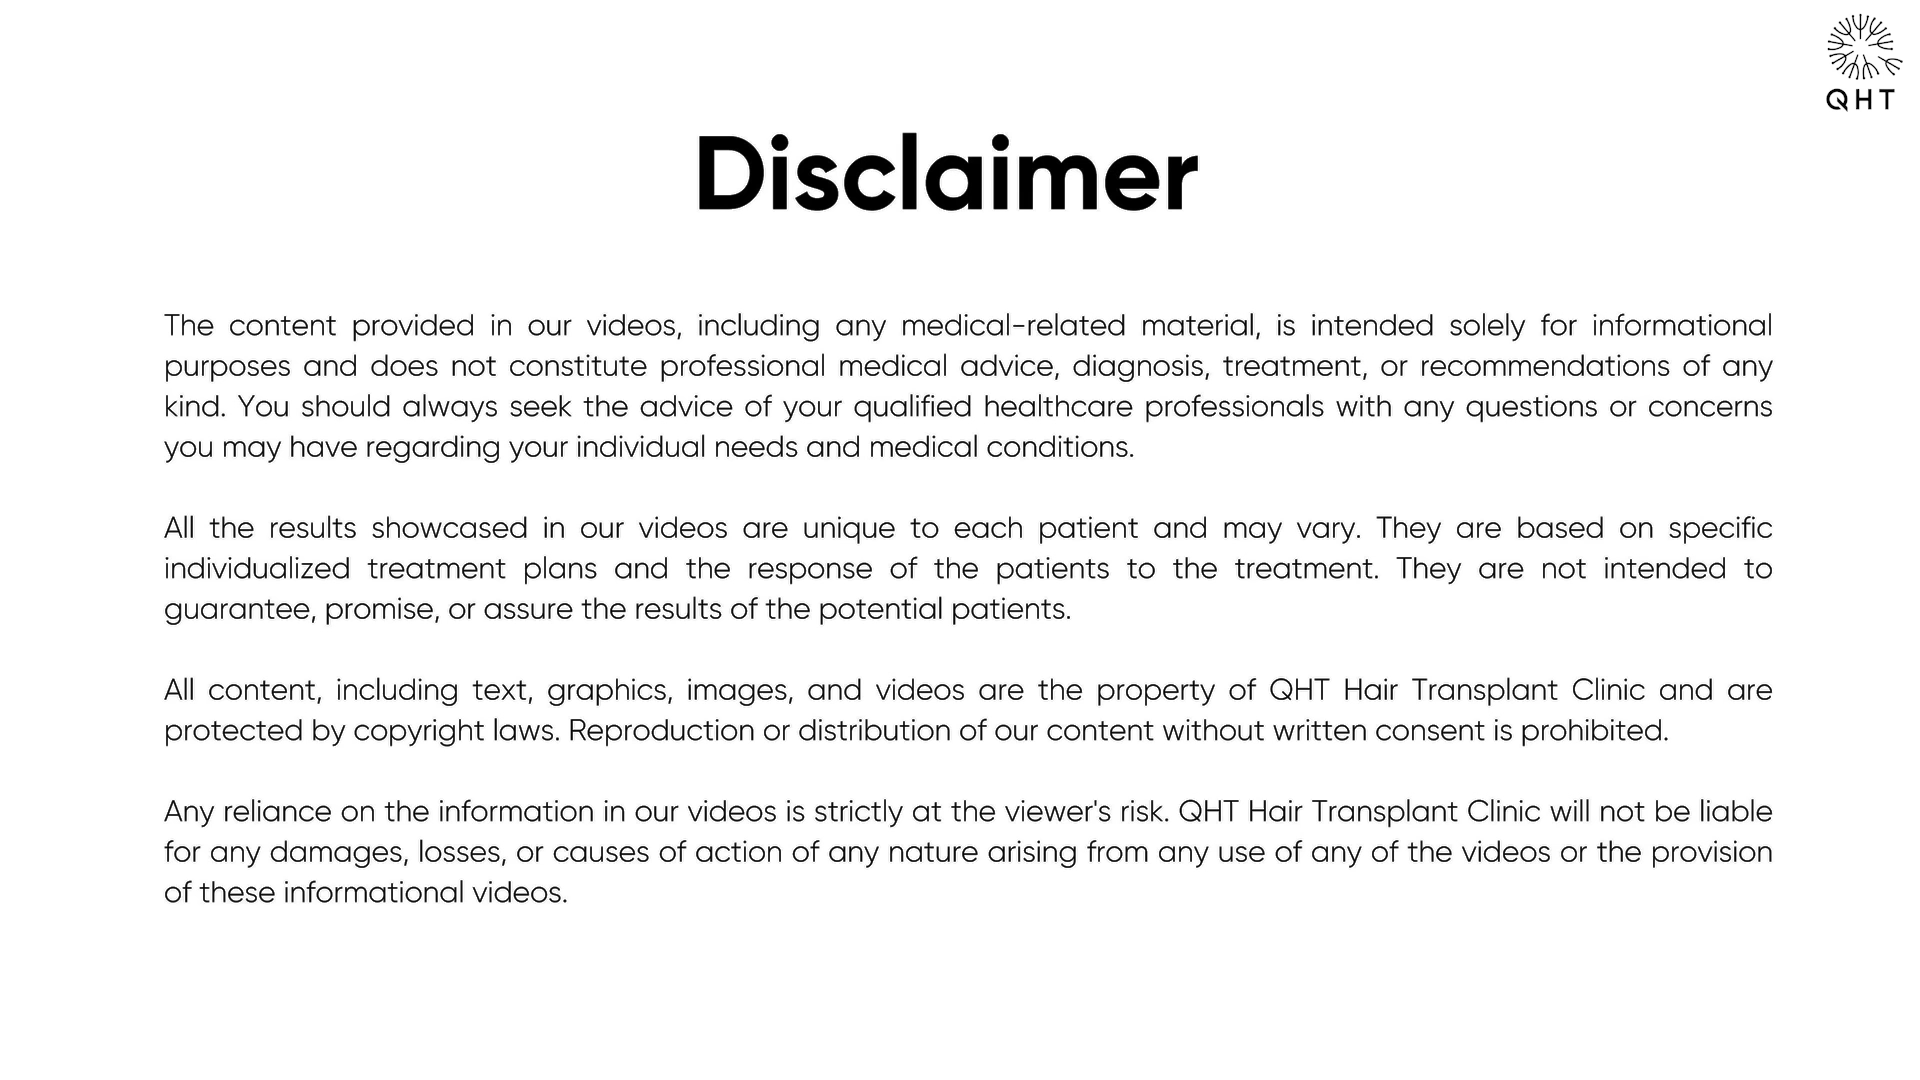 QHT
Disclaimer
The content provided in our videos, including any medical-related material, is intended solely for informational
purposes and does not constitute professional medical advice, diagnosis, treatment, or recommendations of any
kind. You should always seek the advice of your qualified healthcare professionals with any questions or concerns
you may have regarding your individual needs and medical conditions.
All the results showcased in our videos are unique to each patient and may vary. They are based on specific
individualized treatment plans and the response of the patients to the treatment. They are not intended to
guarantee, promise, or assure the results of the potential patients.
All content, including text, graphics, images, and videos are the property of QHT Hair Transplant Clinic and are
protected by copyright laws. Reproduction or distribution of our content without written consent is prohibited.
Any reliance on the information in our videos is strictly at the viewer's risk. QHT Hair Transplant Clinic will not be liable
for any damages, losses, or causes of action of any nature arising from any use of any of the videos or the provision
of these informational videos.